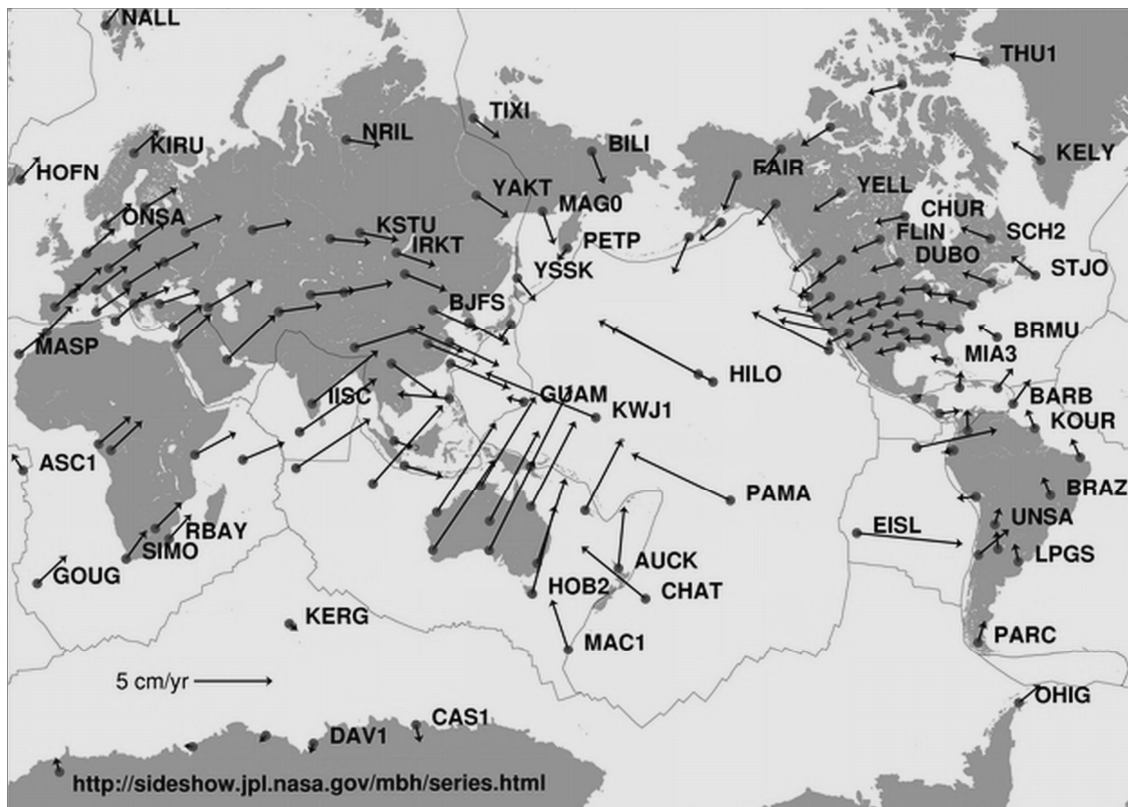 NALL
THU1
TIXI
NRIL
KIRU
BILI
HOFN
FAIR
KELY
YAKT
YELL
MAG0
ONSA
CHUR
KSTU
FLIN
SCH2
IRKT
PETP
DUBO
YSSK
STJO
BJFS
BRMU
MASP
MIA3
HILO
IISC
GUAM
BARB
KWJ1
KOUR
ASC1
PAMA
BRAZ
UNSA
EISL
RBAY
SIMO
LPGS
AUCK
GOUG
HOB2
CHAT
KERG
MAC1
PARC
5 cm/yr
OHIG
CAS1
DAV1
http://sideshow.jpl.nasa.gov/mbh/series.html